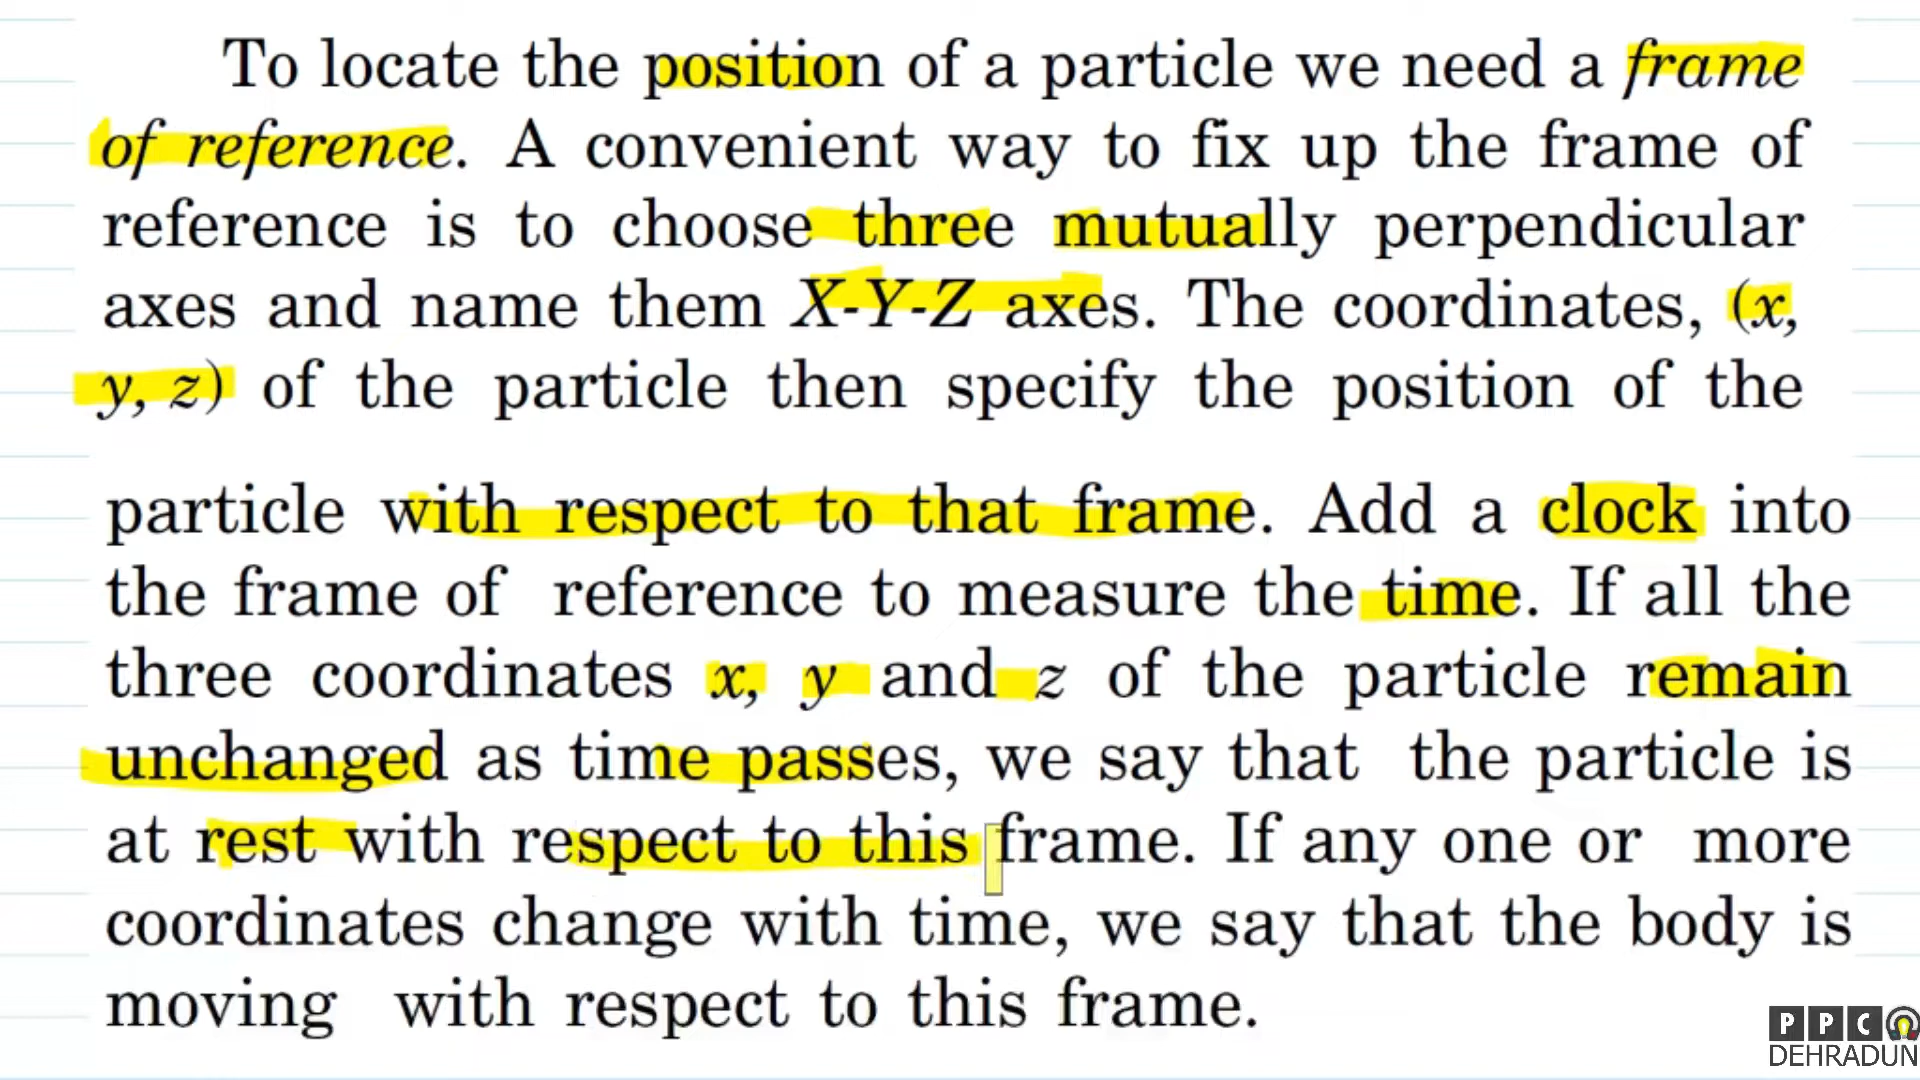 To locate the position of a particle we need a frame
of reference. A convenient way to fix up the frame of
reference is to choose three mutually perpendicular
axes and name them X-Y-Z axes. The coordinates, (x,
y, z) of the particle then specify the position of the
particle with respect to that frame. Add a clock into
the frame of reference to measure the time. If all the
three coordinates x, y and z of the particle remain
unchanged as time passes, we say that the particle is
at rest with respect to this frame. If any one or more
coordinates change with time, we say that the body is
moving with respect to this frame.
PPC
DEHRADUN